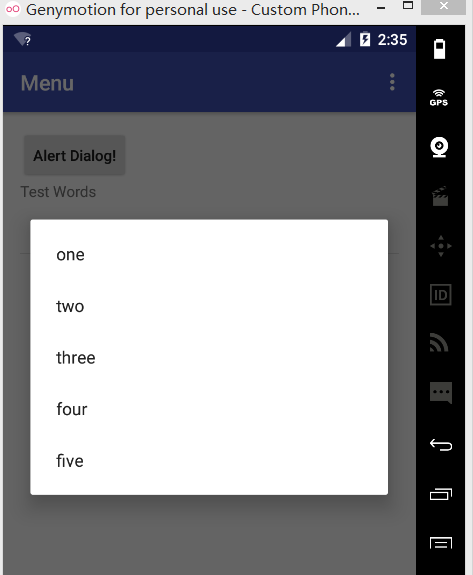 Genymotion for personal use - Custom Phon...
2:35
Menu
GPS
Alert Dialog!
Test Words
one
two
three
four
five
ID